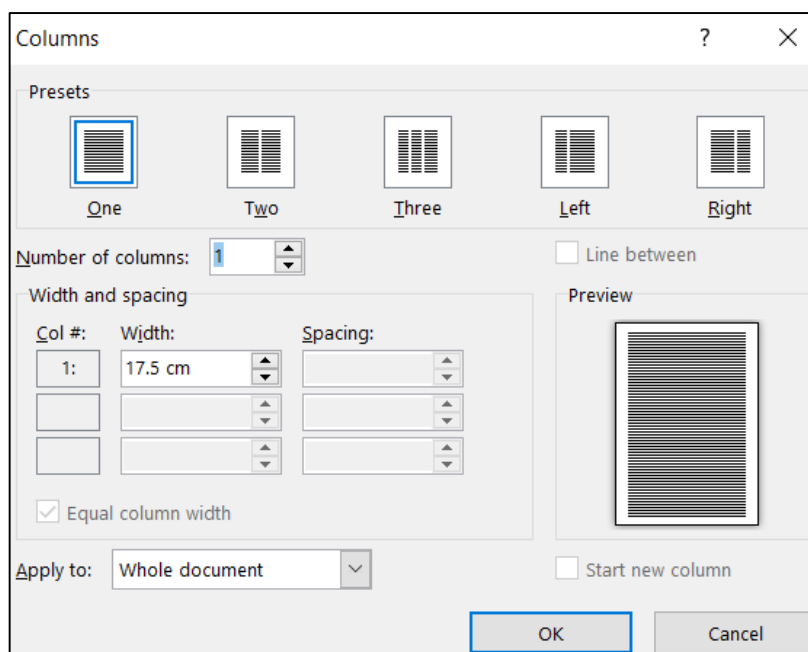 Columns ? ×
Presets
One Two Three Left Right
Number of columns: 1 Line between
Width and spacing Preview
Col #: Width: Spacing:
1: 17.5 cm
Equal column width
Apply to: Whole document Start new column
OK Cancel